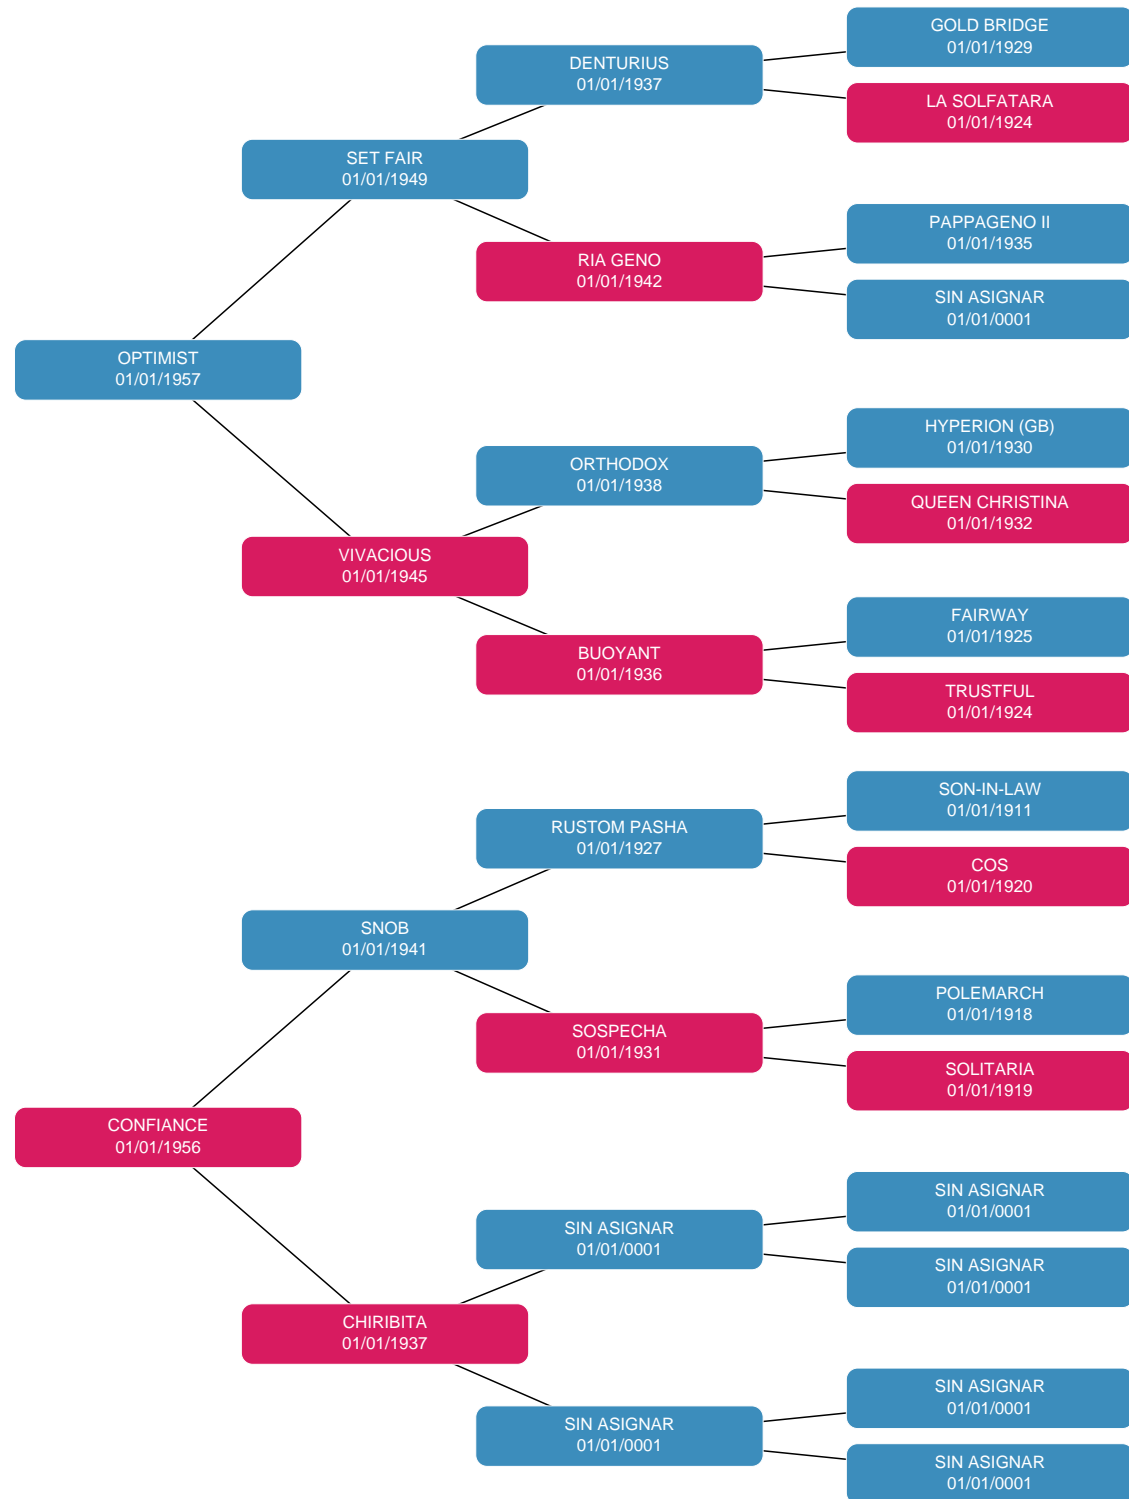 GOLD BRIDGE
01/01/1929
DENTURIUS
01/01/1937
LA SOLFATARA
01/01/1924
SET FAIR
01/01/1949
PAPPAGENO II
01/01/1935
RIA GENO
01/01/1942
SIN ASIGNAR
01/01/0001
OPTIMIST
01/01/1957
HYPERION (GB)
01/01/1930
ORTHODOX
01/01/1938
QUEEN CHRISTINA
01/01/1932
VIVACIOUS
01/01/1945
FAIRWAY
01/01/1925
BUOYANT
01/01/1936
TRUSTFUL
01/01/1924
SON-IN-LAW
01/01/1911
RUSTOM PASHA
01/01/1927
COS
01/01/1920
SNOB
01/01/1941
POLEMARCH
01/01/1918
SOSPECHA
01/01/1931
SOLITARIA
01/01/1919
CONFIANCE
01/01/1956
SIN ASIGNAR
01/01/0001
SIN ASIGNAR
01/01/0001
SIN ASIGNAR
01/01/0001
CHIRIBITA
01/01/1937
SIN ASIGNAR
01/01/0001
SIN ASIGNAR
01/01/0001
SIN ASIGNAR
01/01/0001